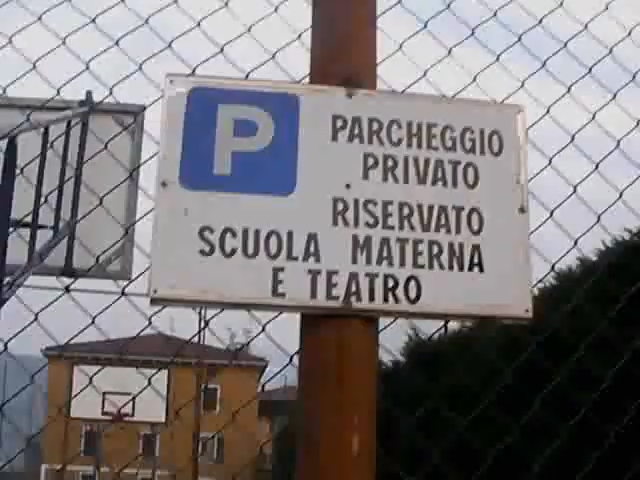 P
PARCHEGGIO
PRIVATO
RISERVATO
SCUOLA MATERNA
E TEATRO